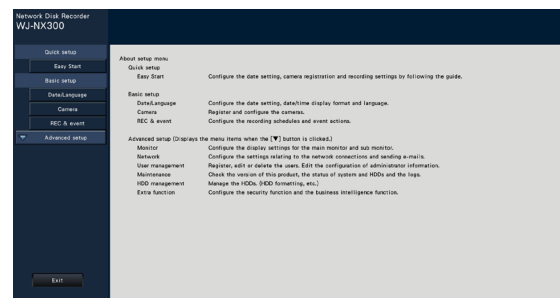 Network Disk Recorder
WJ-NX300
Quick setup
Easy Start
Basic setup
Date/Language
Camera
REC & event
▼ Advanced setup
Exit
About setup menu
Quick setup
Easy Start Configure the date setting, camera registration and recording settings by following the guide.
Basic setup
Date/Language Configure the date setting, date/time display format and language.
Camera Register and configure the cameras.
REC & event Configure the recording schedules and event actions.
Advanced setup (Displays the menu items when the [▼] button is clicked.)
Monitor Configure the display settings for the main monitor and sub monitor.
Network Configure the settings relating to the network connections and sending e-mails.
User management Register, edit or delete the users. Edit the configuration of administrator information.
Maintenance Check the version of this product, the status of system and HDDs and the logs.
HDD management Manage the HDDs. (HDD formatting, etc.)
Extra function Configure the security function and the business intelligence function.